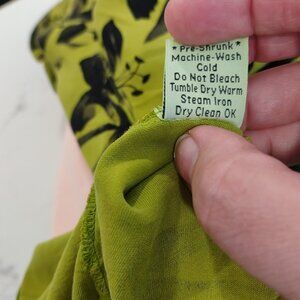 * Pre-Shrunk *
Machine-Wash
Cold
Do Not Bleach
Tumble Dry Warm
Steam Iron
Dry Clean OK